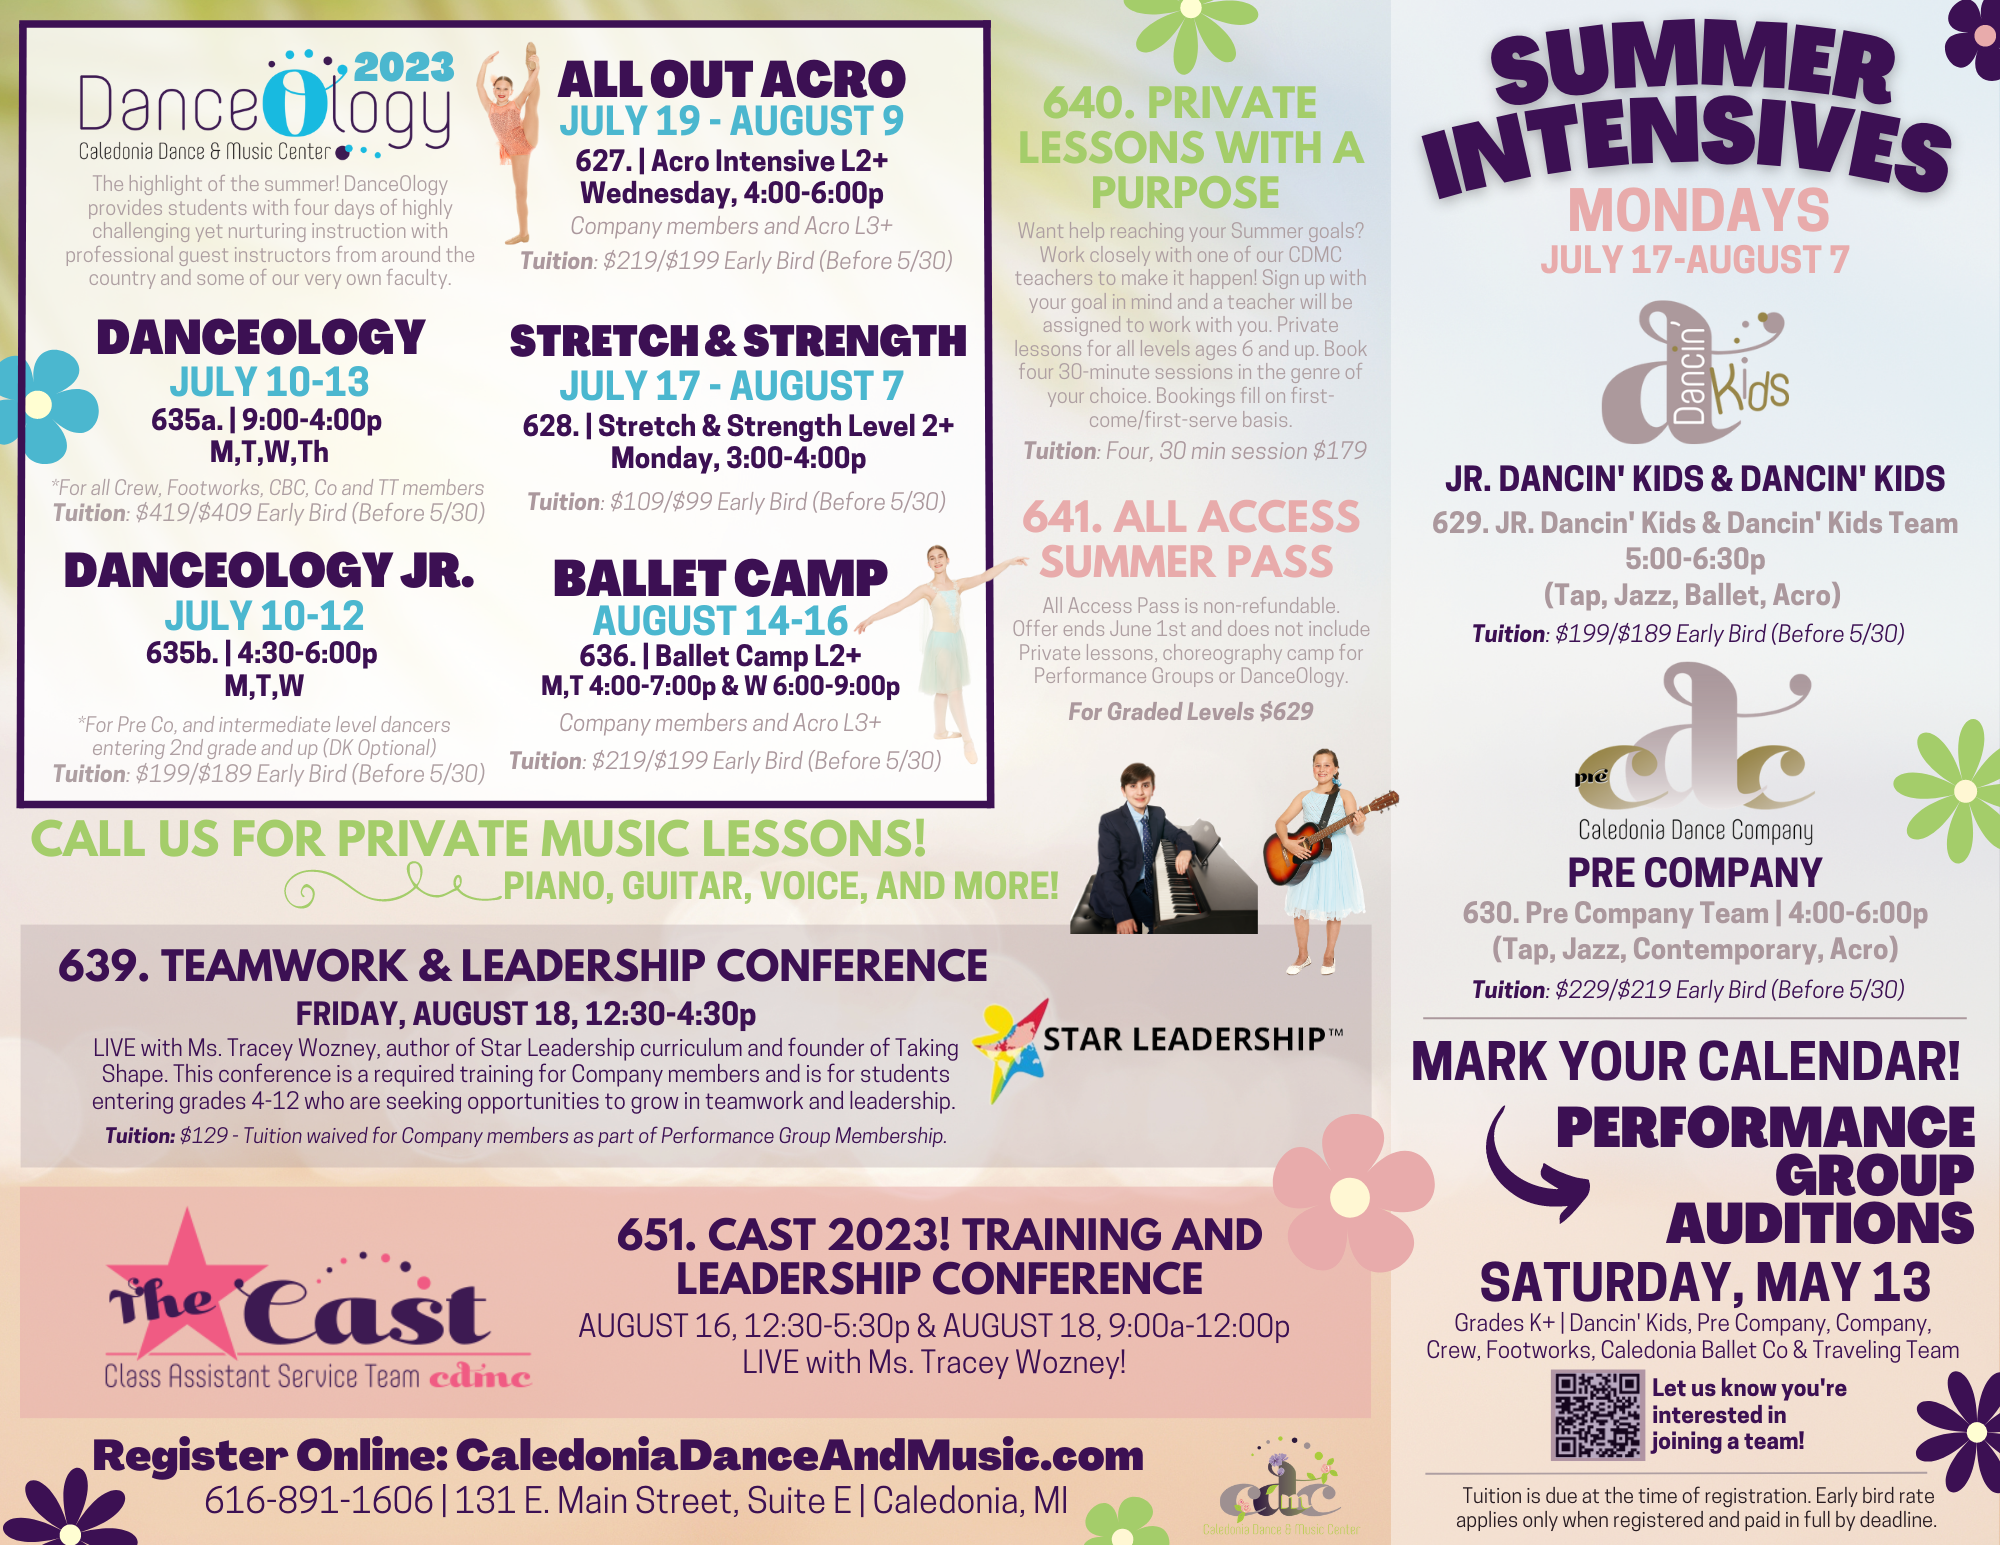 DanceOlogy 2023
Caledonia Dance & Music Center
The highlight of the summer! DanceOlogy
provides students with four days of highly
challenging yet nurturing instruction with
professional guest instructors from around the
country and some of our very own faculty.
DANCEOLOGY
JULY 10-13
635a. | 9:00-4:00p
M,T,W,Th
*For all Crew, Footworks, CBC, Co and TT members
Tuition: $419/$409 Early Bird (Before 5/30)
DANCEOLOGY JR.
JULY 10-12
635b. | 4:30-6:00p
M,T,W
*For Pre Co, and intermediate level dancers
entering 2nd grade and up (DK Optional)
Tuition: $199/$189 Early Bird (Before 5/30)
ALL OUT ACRO
JULY 19 - AUGUST 9
627. | Acro Intensive L2+
Wednesday, 4:00-6:00p
Company members and Acro L3+
Tuition: $219/$199 Early Bird (Before 5/30)
STRETCH & STRENGTH
JULY 17 - AUGUST 7
628. | Stretch & Strength Level 2+
Monday, 3:00-4:00p
Tuition: $109/$99 Early Bird (Before 5/30)
BALLET CAMP
AUGUST 14-16
636. | Ballet Camp L2+
M,T 4:00-7:00p & W 6:00-9:00p
Company members and Acro L3+
Tuition: $219/$199 Early Bird (Before 5/30)
640. PRIVATE
LESSONS WITH A
PURPOSE
Want help reaching your Summer goals?
Work closely with one of our CDMC
teachers to make it happen! Sign up with
your goal in mind and a teacher will be
assigned to work with you. Private
lessons for all levels ages 6 and up. Book
four 30-minute sessions in the genre of
your choice. Bookings fill on first-
come/first-serve basis.
Tuition: Four, 30 min session $179
641. ALL ACCESS
SUMMER PASS
All Access Pass is non-refundable.
Offer ends June 1st and does not include
Private lessons, choreography camp for
Performance Groups or DanceOlogy.
For Graded Levels $629
CALL US FOR PRIVATE MUSIC LESSONS!
PIANO, GUITAR, VOICE, AND MORE!
639. TEAMWORK & LEADERSHIP CONFERENCE
FRIDAY, AUGUST 18, 12:30-4:30p
LIVE with Ms. Tracey Wozney, author of Star Leadership curriculum and founder of Taking
Shape. This conference is a required training for Company members and is for students
entering grades 4-12 who are seeking opportunities to grow in teamwork and leadership.
Tuition: $129 - Tuition waived for Company members as part of Performance Group Membership.
STAR LEADERSHIP™
The Cast
Class Assistant Service Team cdmc
651. CAST 2023! TRAINING AND
LEADERSHIP CONFERENCE
AUGUST 16, 12:30-5:30p & AUGUST 18, 9:00a-12:00p
LIVE with Ms. Tracey Wozney!
Register Online: CaledoniaDanceAndMusic.com
616-891-1606 | 131 E. Main Street, Suite E | Caledonia, MI
cdmc
Caledonia Dance & Music Center
SUMMER
INTENSIVES
MONDAYS
JULY 17-AUGUST 7
d Dancin' Kids
JR. DANCIN' KIDS & DANCIN' KIDS
629. JR. Dancin' Kids & Dancin' Kids Team
5:00-6:30p
(Tap, Jazz, Ballet, Acro)
Tuition: $199/$189 Early Bird (Before 5/30)
pré cdc
Caledonia Dance Company
PRE COMPANY
630. Pre Company Team | 4:00-6:00p
(Tap, Jazz, Contemporary, Acro)
Tuition: $229/$219 Early Bird (Before 5/30)
MARK YOUR CALENDAR!
PERFORMANCE
GROUP
AUDITIONS
SATURDAY, MAY 13
Grades K+ | Dancin' Kids, Pre Company, Company,
Crew, Footworks, Caledonia Ballet Co & Traveling Team
Let us know you're
interested in
joining a team!
Tuition is due at the time of registration. Early bird rate
applies only when registered and paid in full by deadline.